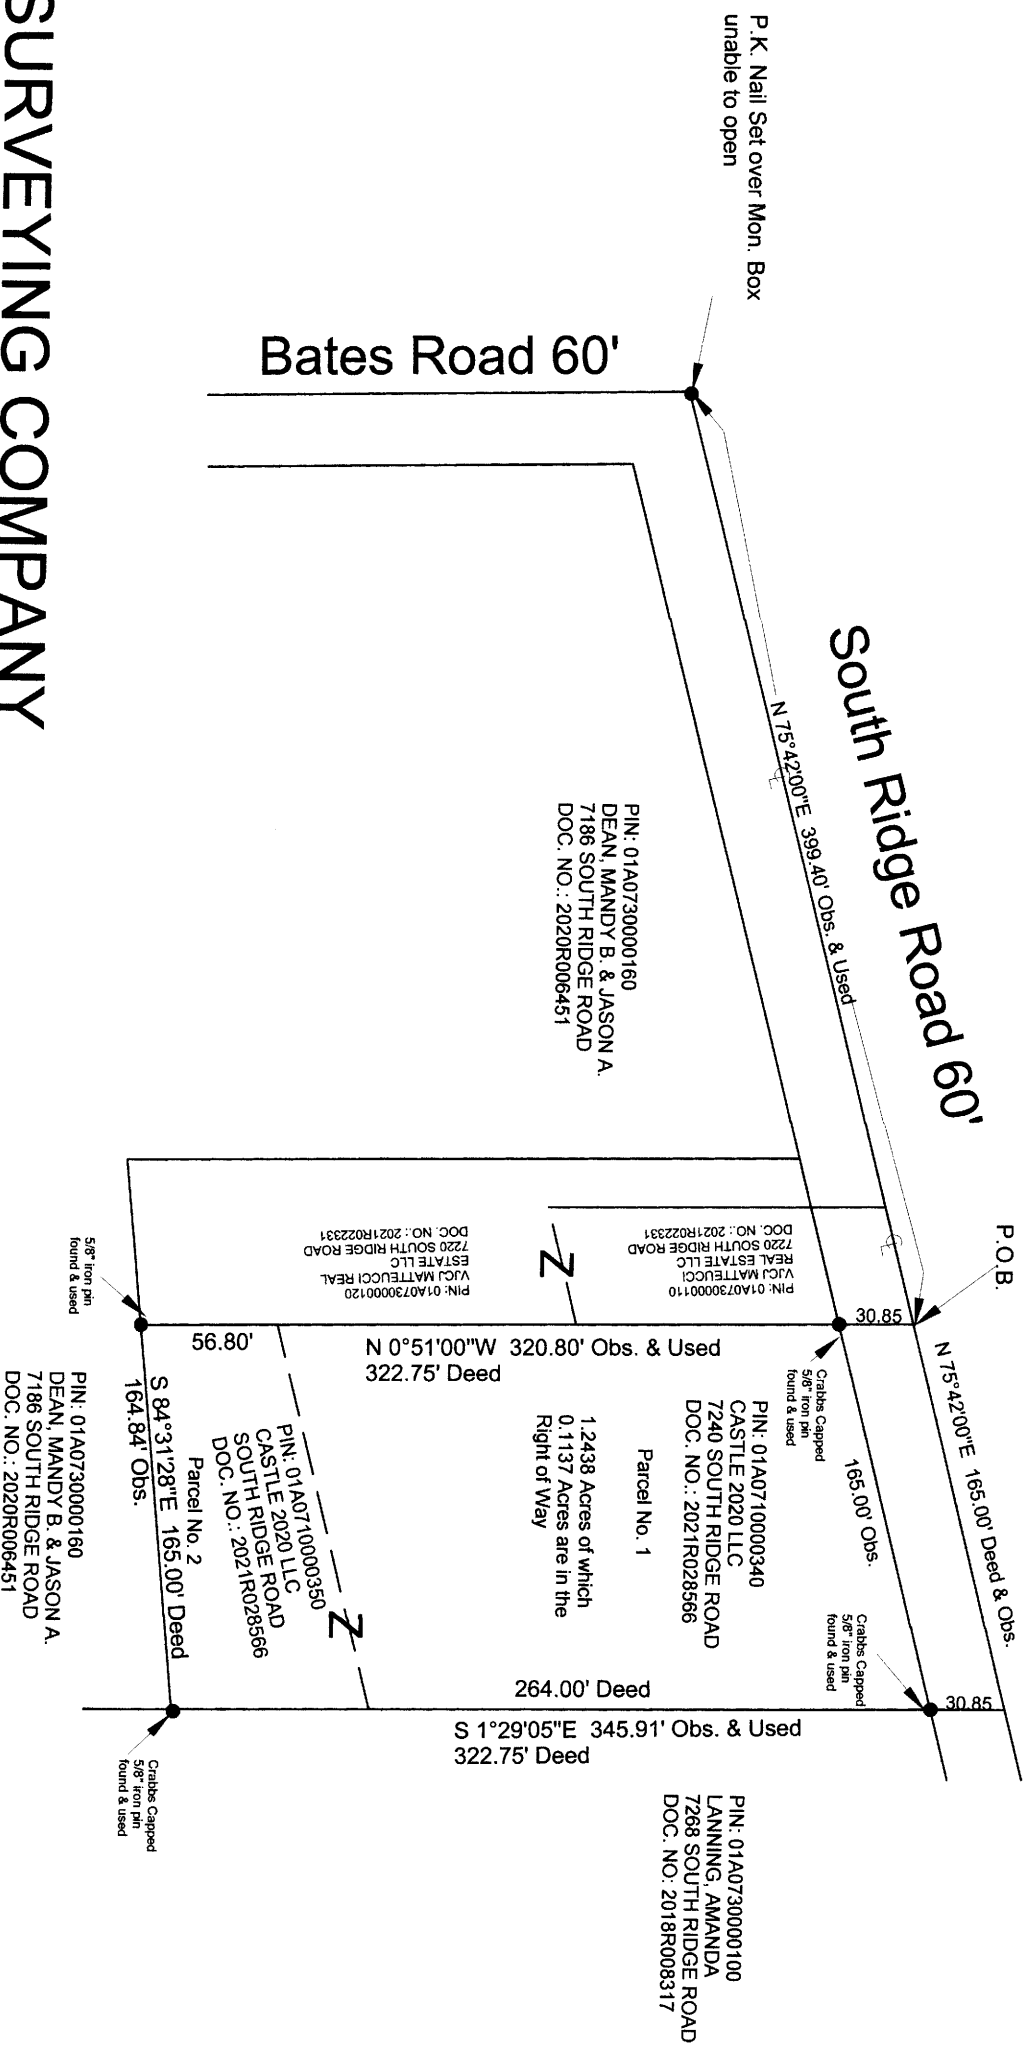 P.K. Nail Set over Mon. Box
unable to open
Bates Road 60'
South Ridge Road 60'
N 75°42'00"E 399.40' Obs. & Used
CL
CL
P.O.B.
N 75°42'00"E 165.00' Deed & Obs.
30.85
30.85
165.00' Obs.
Crabbs Capped
5/8" iron pin
found & used
Crabbs Capped
5/8" iron pin
found & used
PIN: 01A0730000160
DEAN, MANDY B. & JASON A.
7186 SOUTH RIDGE ROAD
DOC. NO.: 2020R006451
PIN: 01A0730000110
VJCJ MATTEUCCI
REAL ESTATE LLC
7220 SOUTH RIDGE ROAD
DOC. NO.: 2021R022331
Z
PIN: 01A0730000120
VJCJ MATTEUCCI REAL
ESTATE LLC
7220 SOUTH RIDGE ROAD
DOC. NO.: 2021R022331
N 0°51'00"W 320.80' Obs. & Used
322.75' Deed
56.80'
PIN: 01A0710000340
CASTLE 2020 LLC
7240 SOUTH RIDGE ROAD
DOC. NO.: 2021R028566
Parcel No. 1
1.2438 Acres of which
0.1137 Acres are in the
Right of Way
264.00' Deed
S 1°29'05"E 345.91' Obs. & Used
322.75' Deed
Z
PIN: 01A0710000350
CASTLE 2020 LLC
SOUTH RIDGE ROAD
DOC. NO.: 2021R028566
Parcel No. 2
S 84°31'28"E 165.00' Deed
164.84' Obs.
5/8" iron pin
found & used
Crabbs Capped
5/8" iron pin
found & used
PIN: 01A0730000160
DEAN, MANDY B. & JASON A.
7186 SOUTH RIDGE ROAD
DOC. NO.: 2020R006451
PIN: 01A0730000100
LANNING, AMANDA
7268 SOUTH RIDGE ROAD
DOC. NO: 2018R008317
SURVEYING COMPANY